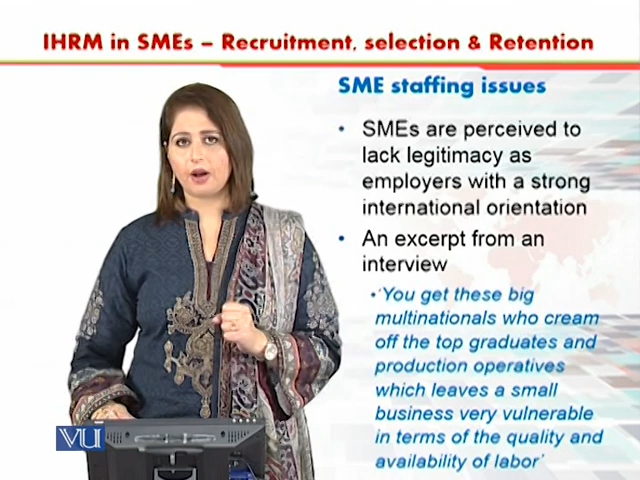 IHRM in SMEs – Recruitment, selection & Retention
SME staffing issues
• SMEs are perceived to
lack legitimacy as
employers with a strong
international orientation
• An excerpt from an
interview
•‘You get these big
multinationals who cream
off the top graduates and
production operatives
which leaves a small
business very vulnerable
in terms of the quality and
availability of labor’
VU